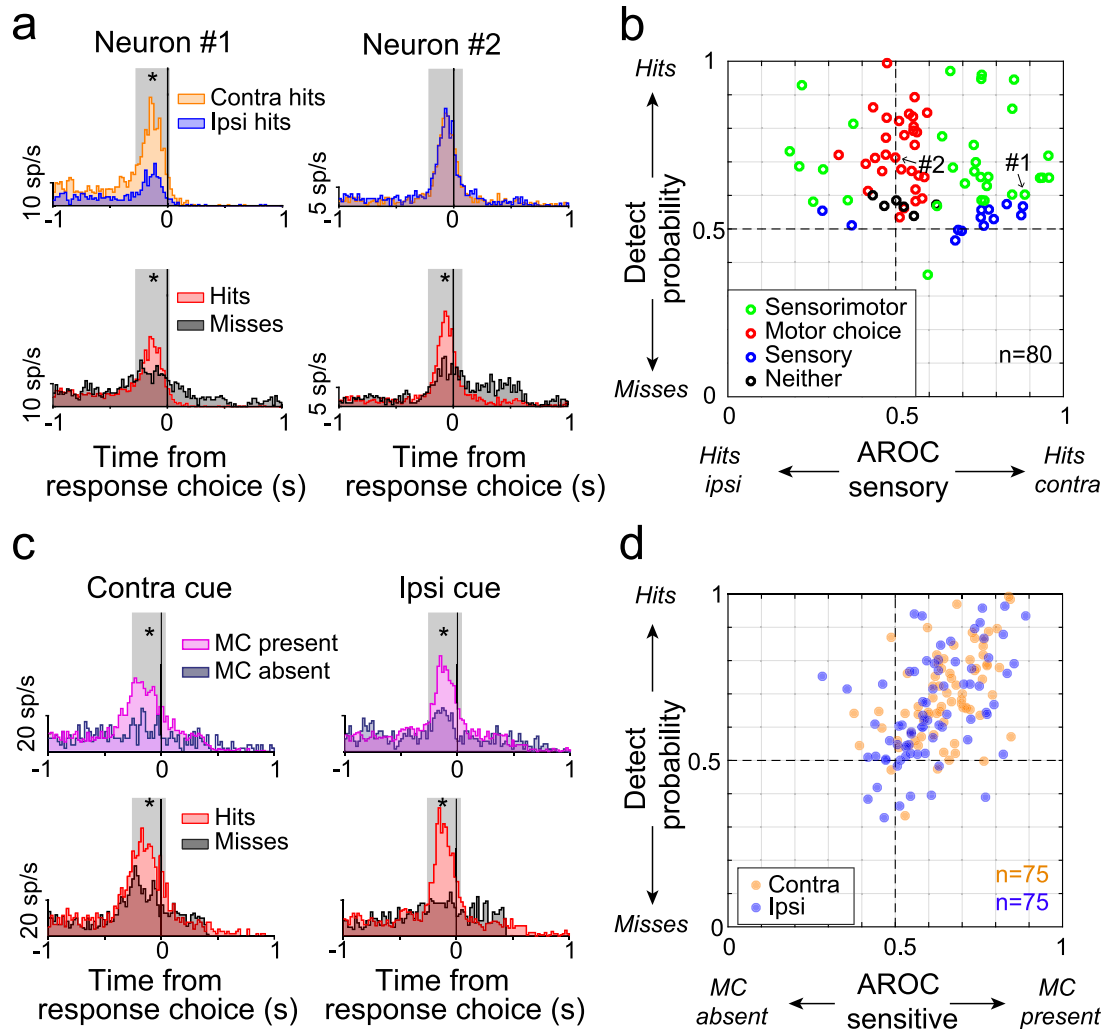 a
Neuron #1
Neuron #2
*
Contra hits
Ipsi hits
10 sp/s
5 sp/s
-1
0
1
-1
0
1
*
*
Hits
Misses
10 sp/s
5 sp/s
-1
0
1
-1
0
1
Time from
response choice (s)
Time from
response choice (s)
b
Hits
1
Detect
probability
0.5
#2
#1
Sensorimotor
Motor choice
Sensory
Neither
n=80
Misses
0
0
0.5
1
Hits
ipsi
AROC
sensory
Hits
contra
c
Contra cue
Ipsi cue
*
*
MC present
MC absent
20 sp/s
-1
0
1
-1
0
1
*
*
Hits
Misses
20 sp/s
-1
0
1
-1
0
1
Time from
response choice (s)
Time from
response choice (s)
d
Hits
1
Detect
probability
0.5
Contra
Ipsi
n=75
n=75
Misses
0
0
0.5
1
MC
absent
AROC
sensitive
MC
present